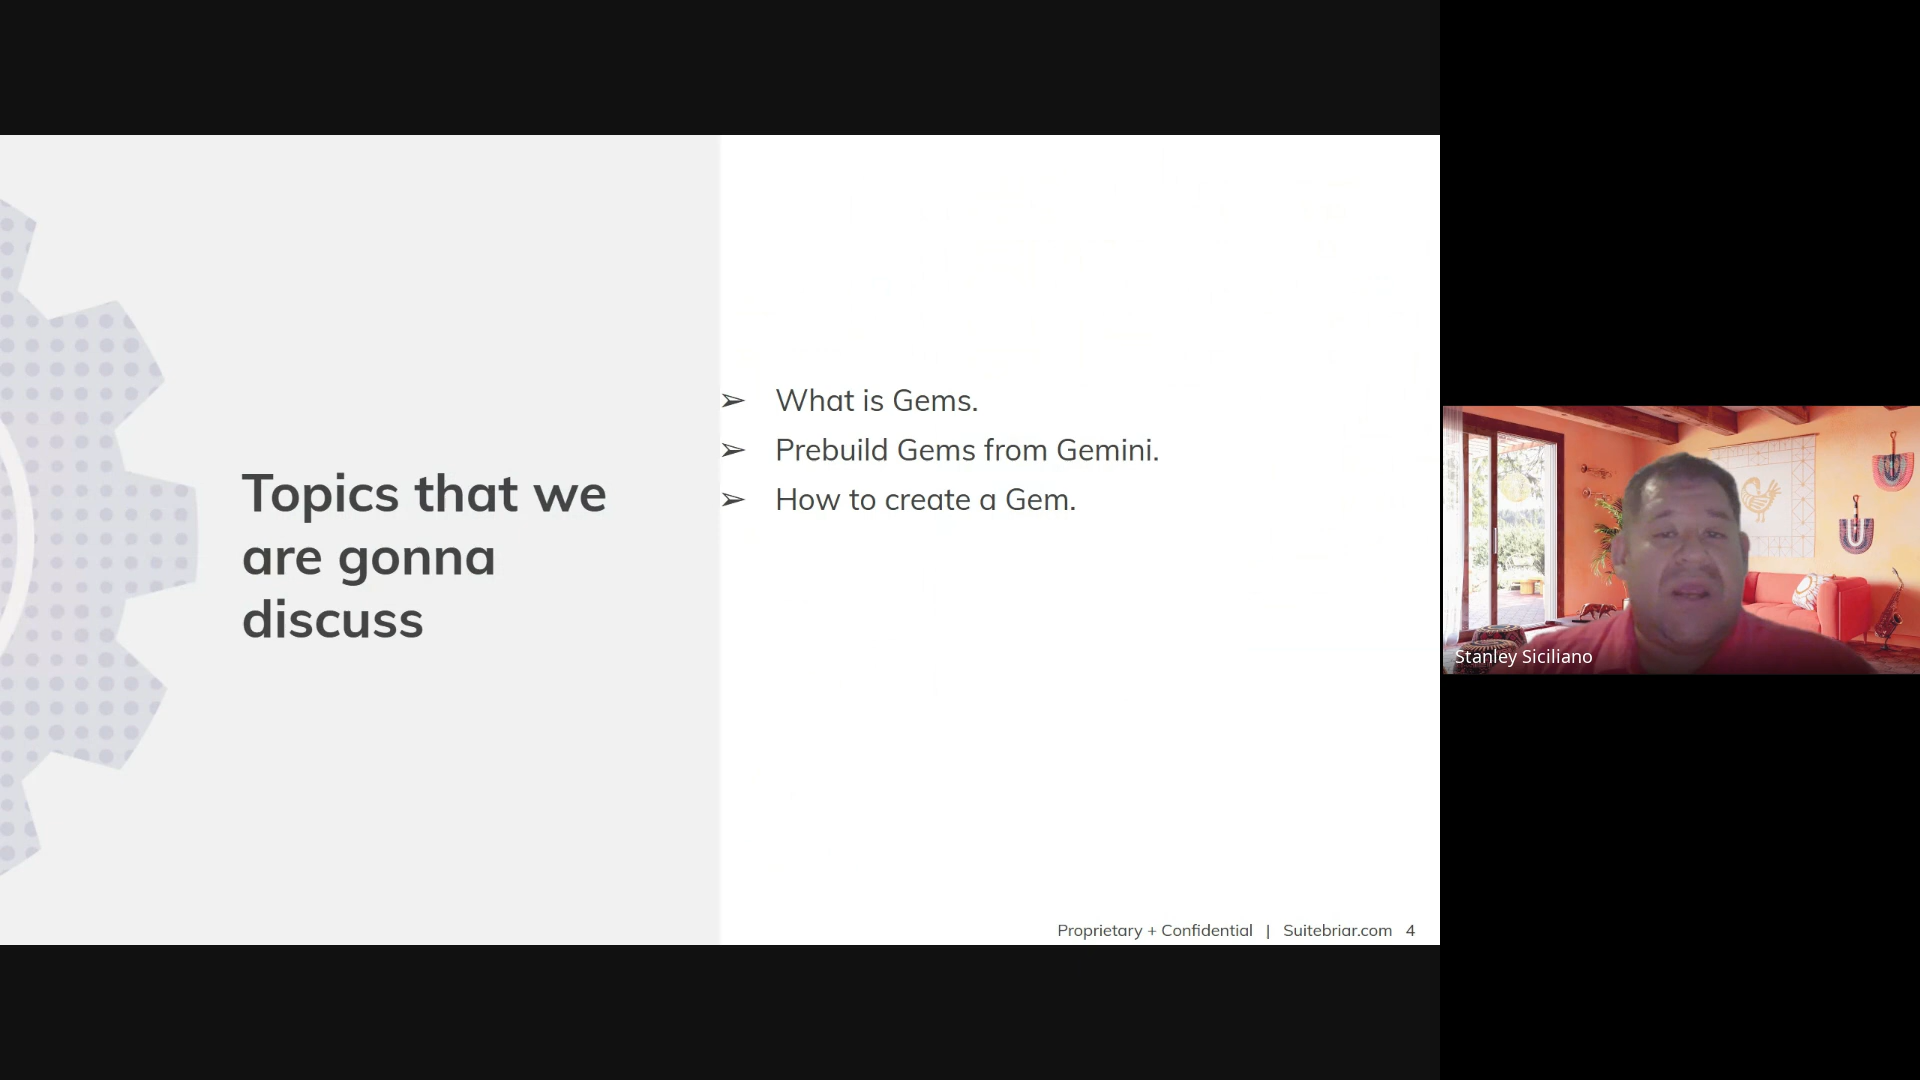 Topics that we
are gonna
discuss
➢ What is Gems.
➢ Prebuild Gems from Gemini.
➢ How to create a Gem.
Proprietary + Confidential | Suitebriar.com 4
Stanley Siciliano